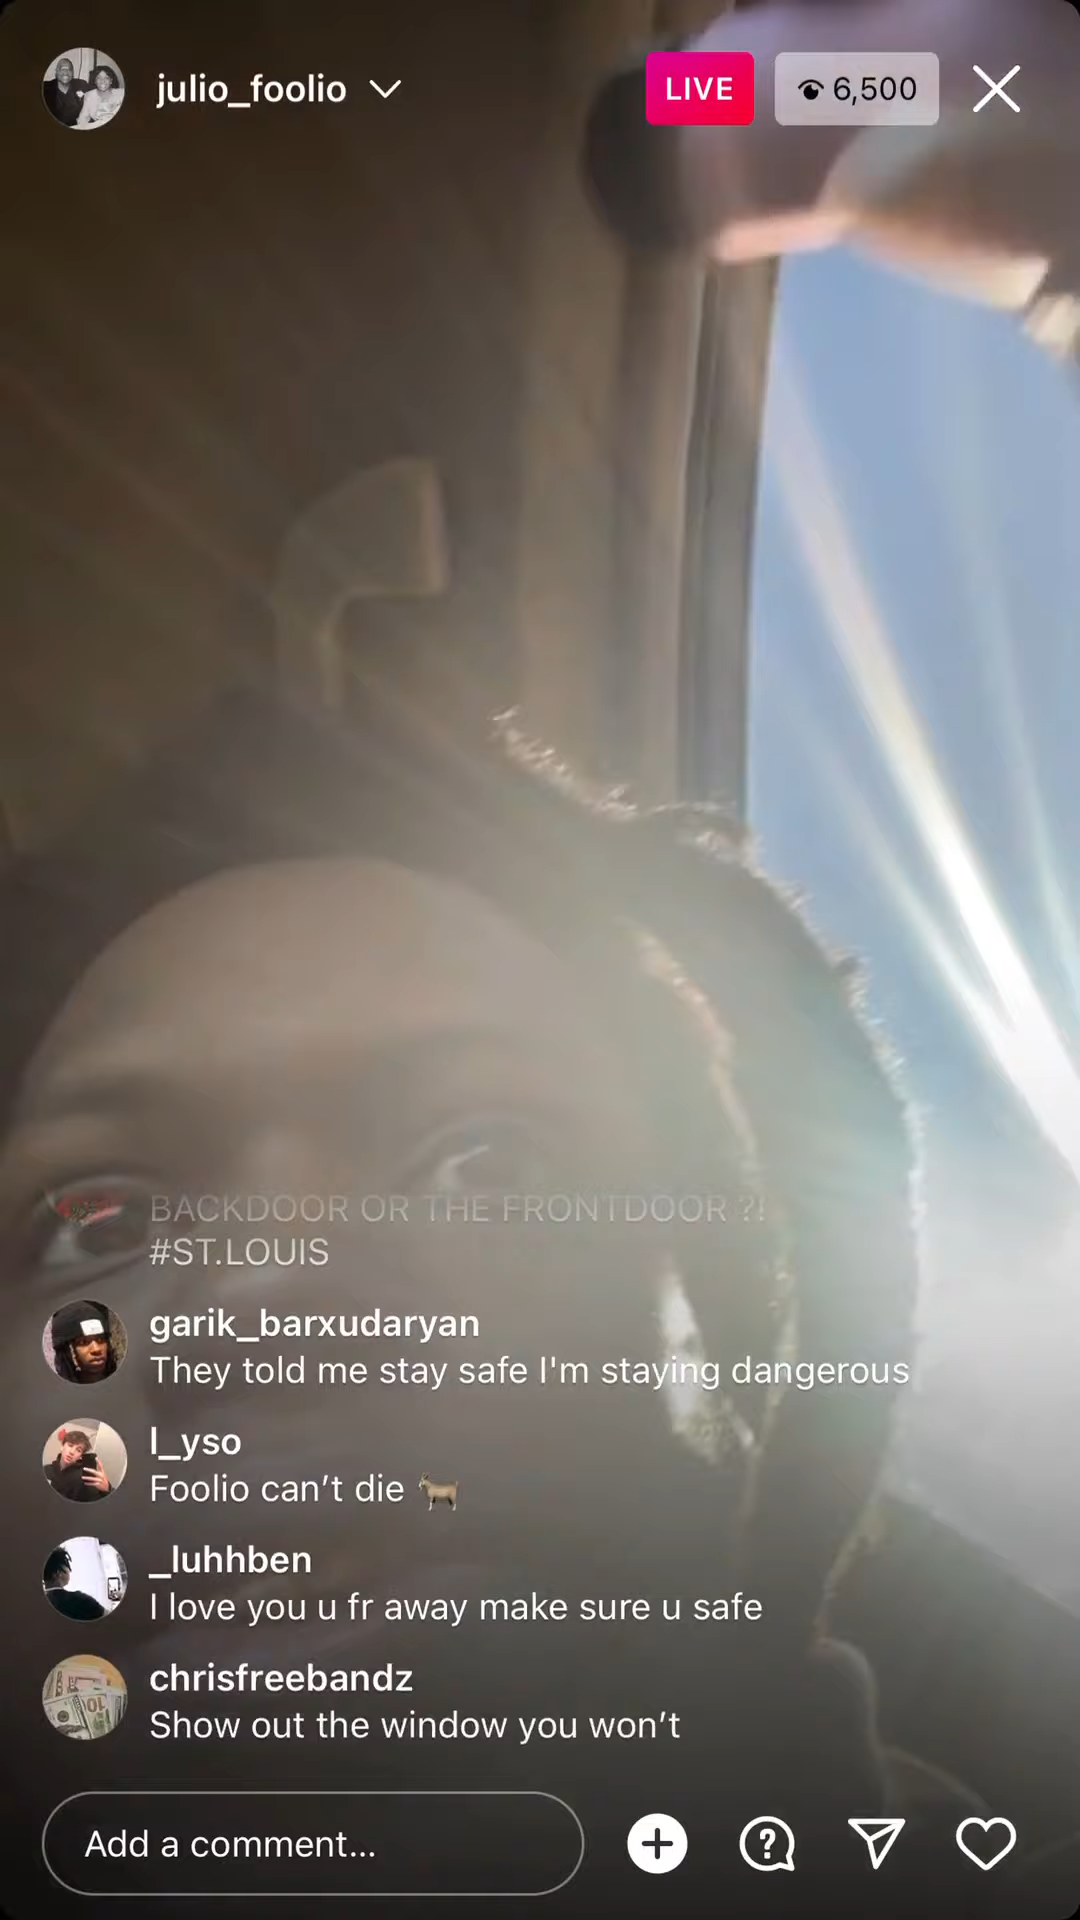 julio_foolio
LIVE
6,500
BACKDOOR OR THE FRONTDOOR ?!
#ST.LOUIS
garik_barxudaryan
They told me stay safe I'm staying dangerous
l_yso
Foolio can’t die 🐐
_luhhben
I love you u fr away make sure u safe
chrisfreebandz
Show out the window you won’t
Add a comment...